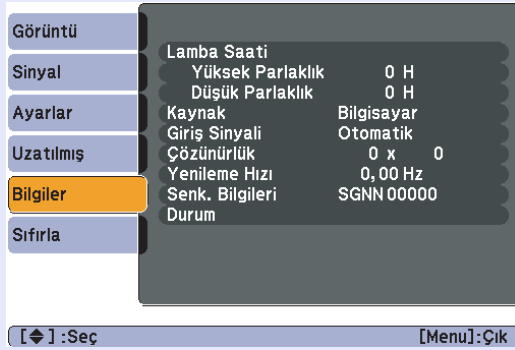 Görüntü
Sinyal
Ayarlar
Uzatılmış
Bilgiler
Sıfırla
Lamba Saati
Yüksek Parlaklık 0 H
Düşük Parlaklık 0 H
Kaynak Bilgisayar
Giriş Sinyali Otomatik
Çözünürlük 0 x 0
Yenileme Hızı 0,00 Hz
Senk. Bilgileri SGNN 00000
Durum
[◆] :Seç [Menu]:Çık